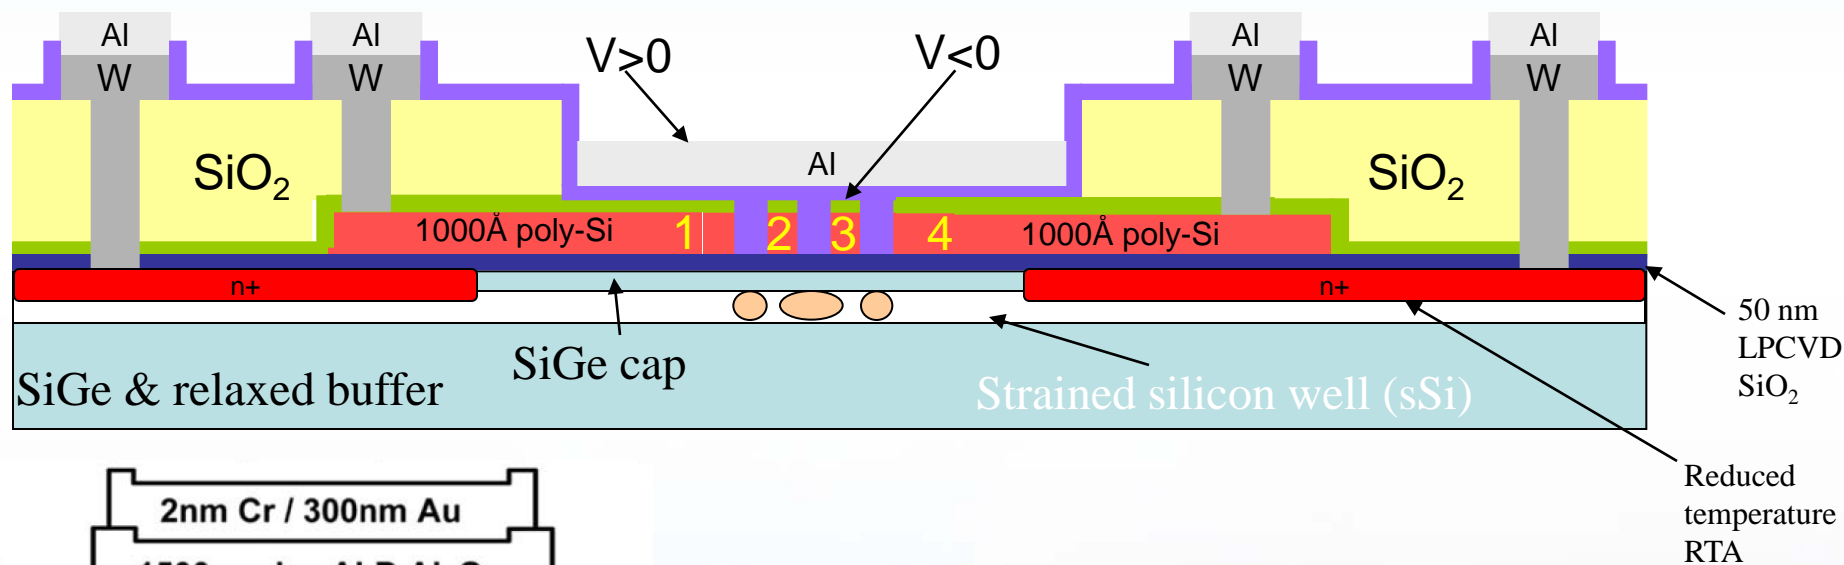 Al Al Al Al
W W W W
V>0 V<0
Al
SiO₂ SiO₂
1000Å poly-Si 1 2 3 4 1000Å poly-Si
n+ n+
SiGe cap
SiGe & relaxed buffer
Strained silicon well (sSi)
50 nm
LPCVD
SiO₂
Reduced
temperature
RTA
2nm Cr / 300nm Au